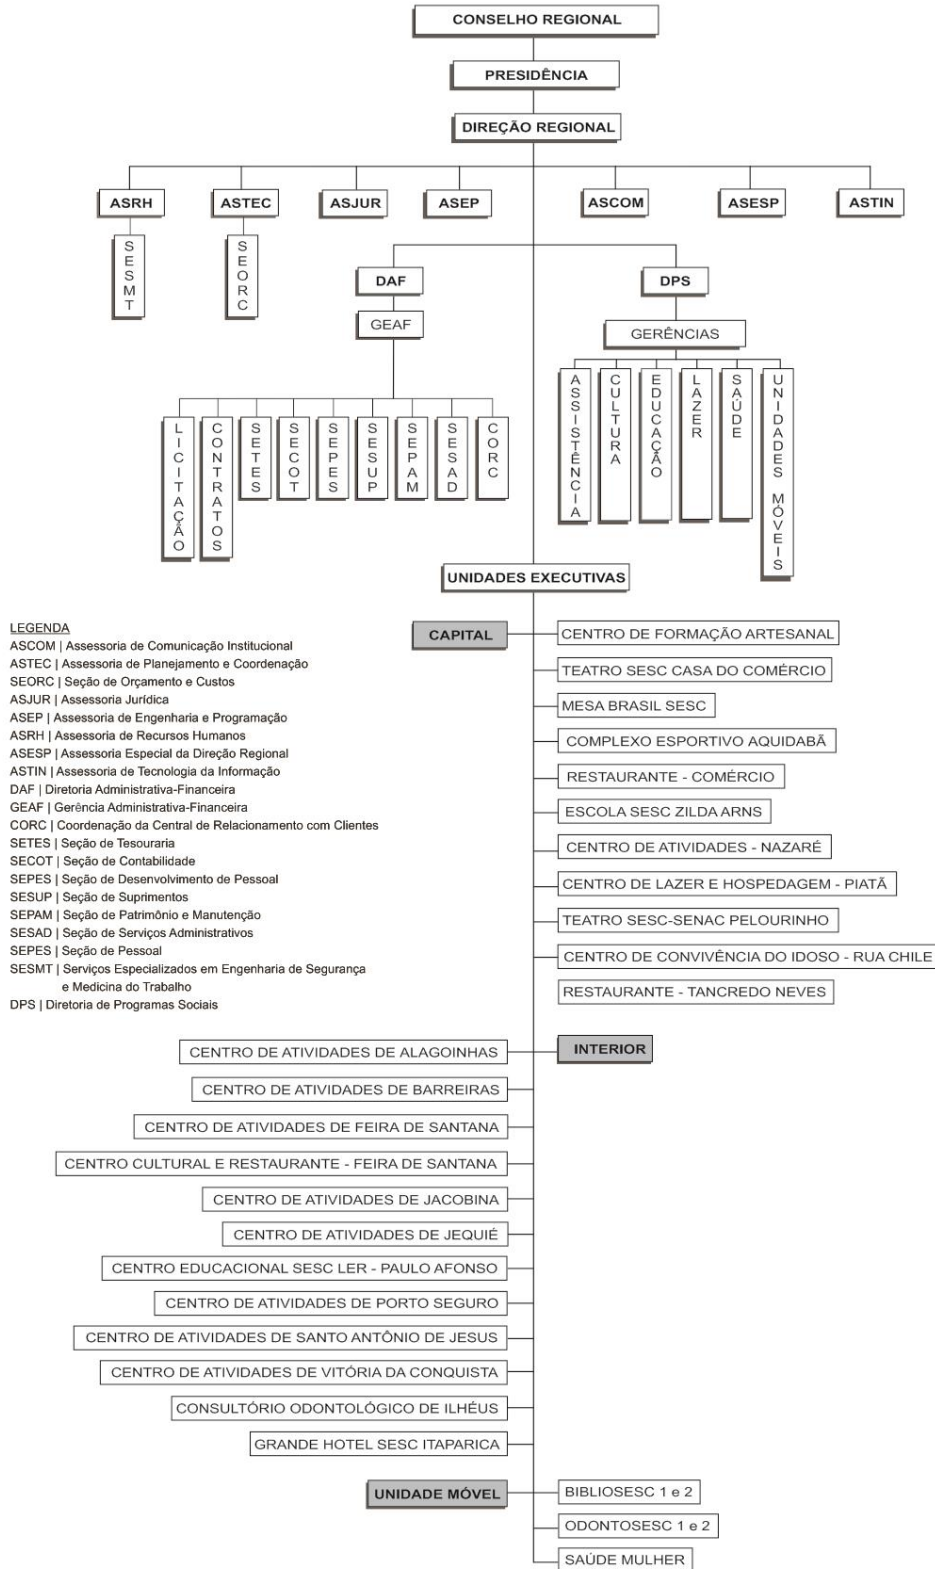 CONSELHO REGIONAL
PRESIDÊNCIA
DIREÇÃO REGIONAL
ASRH
ASTEC
ASJUR
ASEP
ASCOM
ASESP
ASTIN
SESMT
SEORC
DAF
DPS
GEAF
GERÊNCIAS
LICITAÇÃO
CONTRATOS
SETES
SECOT
SEPES
SESUP
SEPAM
SESAD
CORC
ASSISTÊNCIA
CULTURA
EDUCAÇÃO
LAZER
SAÚDE
UNIDADES MÓVEIS
UNIDADES EXECUTIVAS
LEGENDA
ASCOM | Assessoria de Comunicação Institucional
ASTEC | Assessoria de Planejamento e Coordenação
SEORC | Seção de Orçamento e Custos
ASJUR | Assessoria Jurídica
ASEP | Assessoria de Engenharia e Programação
ASRH | Assessoria de Recursos Humanos
ASESP | Assessoria Especial da Direção Regional
ASTIN | Assessoria de Tecnologia da Informação
DAF | Diretoria Administrativa-Financeira
GEAF | Gerência Administrativa-Financeira
CORC | Coordenação da Central de Relacionamento com Clientes
SETES | Seção de Tesouraria
SECOT | Seção de Contabilidade
SEPES | Seção de Desenvolvimento de Pessoal
SESUP | Seção de Suprimentos
SEPAM | Seção de Patrimônio e Manutenção
SESAD | Seção de Serviços Administrativos
SEPES | Seção de Pessoal
SESMT | Serviços Especializados em Engenharia de Segurança
e Medicina do Trabalho
DPS | Diretoria de Programas Sociais
CAPITAL
CENTRO DE FORMAÇÃO ARTESANAL
TEATRO SESC CASA DO COMÉRCIO
MESA BRASIL SESC
COMPLEXO ESPORTIVO AQUIDABÃ
RESTAURANTE - COMÉRCIO
ESCOLA SESC ZILDA ARNS
CENTRO DE ATIVIDADES - NAZARÉ
CENTRO DE LAZER E HOSPEDAGEM - PIATÃ
TEATRO SESC-SENAC PELOURINHO
CENTRO DE CONVIVÊNCIA DO IDOSO - RUA CHILE
RESTAURANTE - TANCREDO NEVES
INTERIOR
CENTRO DE ATIVIDADES DE ALAGOINHAS
CENTRO DE ATIVIDADES DE BARREIRAS
CENTRO DE ATIVIDADES DE FEIRA DE SANTANA
CENTRO CULTURAL E RESTAURANTE - FEIRA DE SANTANA
CENTRO DE ATIVIDADES DE JACOBINA
CENTRO DE ATIVIDADES DE JEQUIÉ
CENTRO EDUCACIONAL SESC LER - PAULO AFONSO
CENTRO DE ATIVIDADES DE PORTO SEGURO
CENTRO DE ATIVIDADES DE SANTO ANTÔNIO DE JESUS
CENTRO DE ATIVIDADES DE VITÓRIA DA CONQUISTA
CONSULTÓRIO ODONTOLÓGICO DE ILHÉUS
GRANDE HOTEL SESC ITAPARICA
UNIDADE MÓVEL
BIBLIOSESC 1 e 2
ODONTOSESC 1 e 2
SAÚDE MULHER